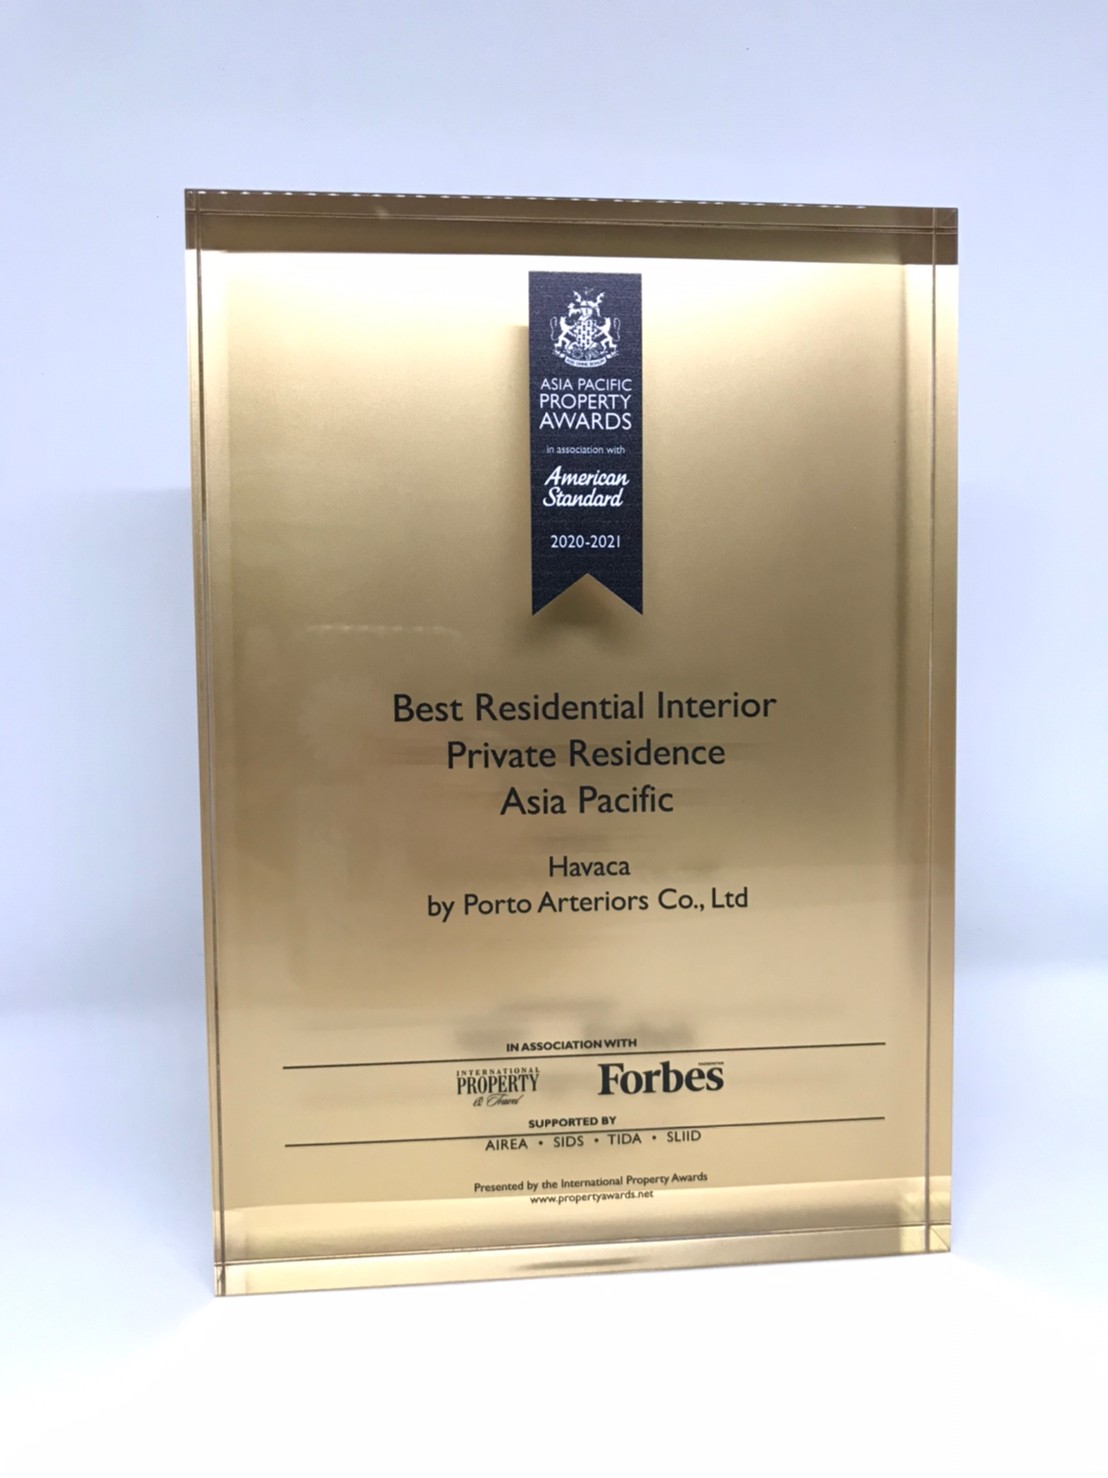 ASIA PACIFIC
PROPERTY
AWARDS
in association with
American
Standard
2020-2021
Best Residential Interior
Private Residence
Asia Pacific
Havaca
by Porto Arteriors Co., Ltd
IN ASSOCIATION WITH
INTERNATIONAL
PROPERTY
& Travel
Forbes
SUPPORTED BY
AIREA • SIDS • TIDA • SLIID
Presented by the International Property Awards
www.propertyawards.net